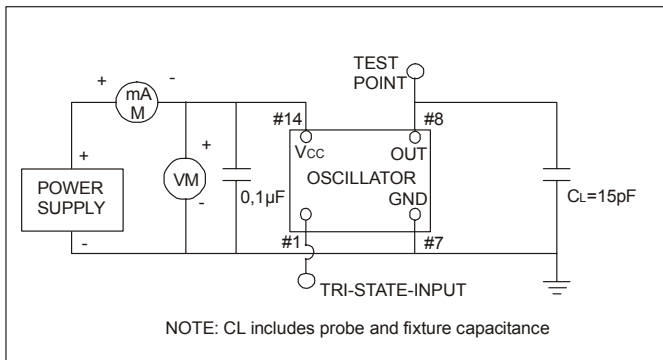 TEST
POINT
+ -
mA
M
#14 #8
+
Vcc OUT
OSCILLATOR
+
POWER
SUPPLY
VM
-
0,1µF
GND
CL=15pF
-
#1 #7
TRI-STATE-INPUT
NOTE: CL includes probe and fixture capacitance